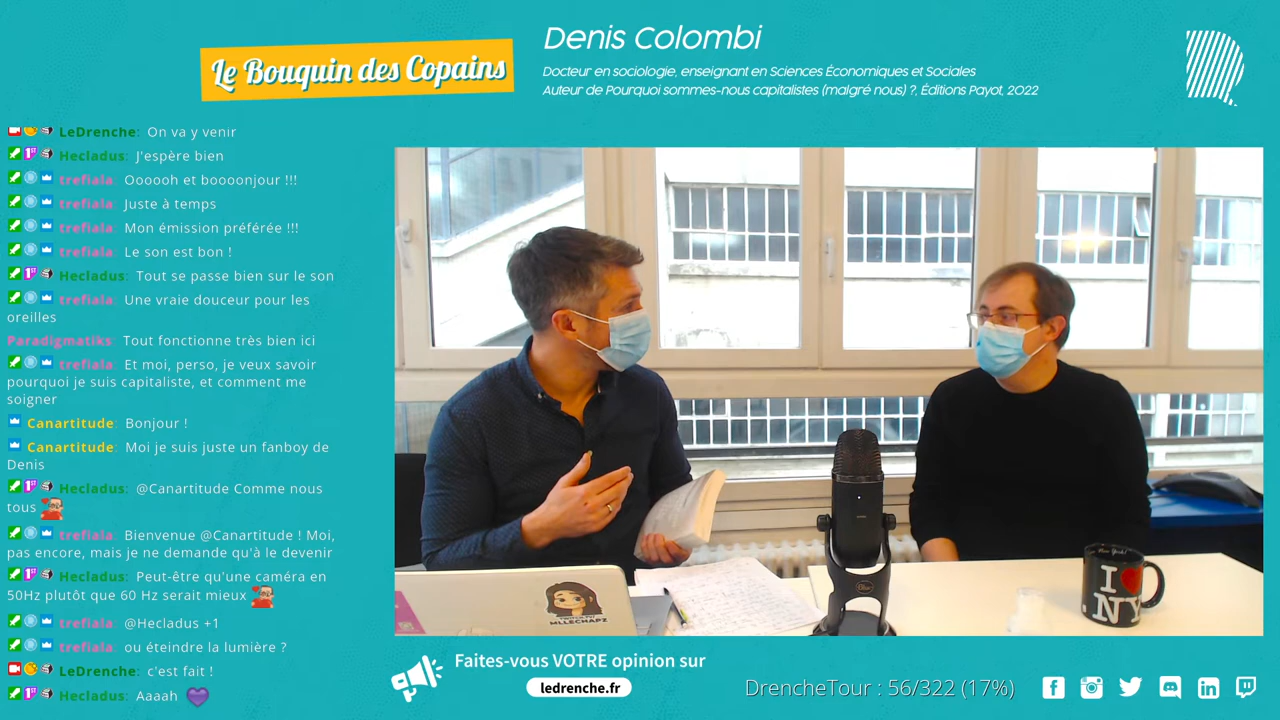 Le Bouquin des Copains
Denis Colombi
Docteur en sociologie, enseignant en Sciences Économiques et Sociales
Auteur de Pourquoi sommes-nous capitalistes (malgré nous) ?, Éditions Payot, 2022
LeDrenche: On va y venir
Hecladus: J'espère bien
trefiala: Oooooh et boooonjour !!!
trefiala: Juste à temps
trefiala: Mon émission préférée !!!
trefiala: Le son est bon !
Hecladus: Tout se passe bien sur le son
trefiala: Une vraie douceur pour les
oreilles
Paradigmatiks: Tout fonctionne très bien ici
trefiala: Et moi, perso, je veux savoir
pourquoi je suis capitaliste, et comment me
soigner
Canartitude: Bonjour !
Canartitude: Moi je suis juste un fanboy de
Denis
Hecladus: @Canartitude Comme nous
tous
trefiala: Bienvenue @Canartitude ! Moi,
pas encore, mais je ne demande qu'à le devenir
Hecladus: Peut-être qu'une caméra en
50Hz plutôt que 60 Hz serait mieux
trefiala: @Hecladus +1
trefiala: ou éteindre la lumière ?
LeDrenche: c'est fait !
Hecladus: Aaaah
TWITCH.TV/
MLLECHAPZ
blue
I
NY
Faites-vous VOTRE opinion sur
ledrenche.fr
DrencheTour : 56/322 (17%)